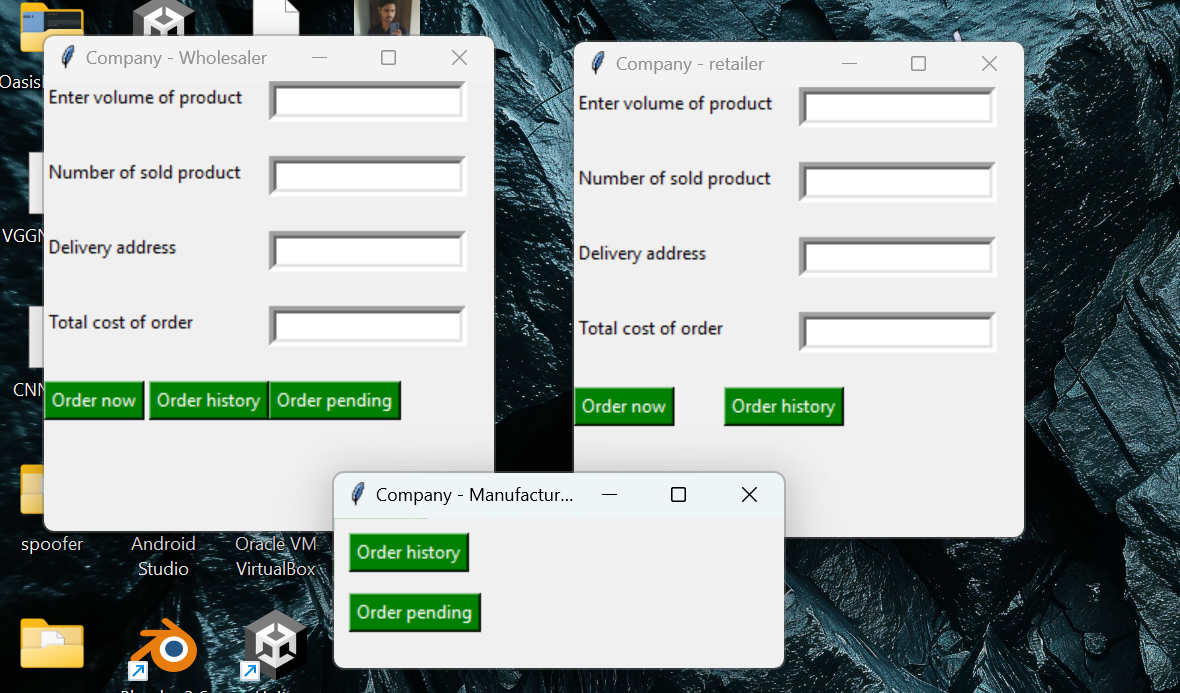 Oasis
Company - Wholesaler
Enter volume of product
Number of sold product
Delivery address
Total cost of order
Order now
Order history
Order pending
Company - retailer
Enter volume of product
Number of sold product
Delivery address
Total cost of order
Order now
Order history
Company - Manufactur...
Order history
Order pending
VGGN
CNN
spoofer
Android
Studio
Oracle VM
VirtualBox